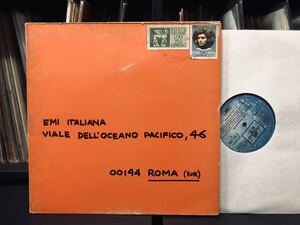 EMI ITALIANA
VIALE DELL'OCEANO PACIFICO, 46
00144 ROMA (EUR)